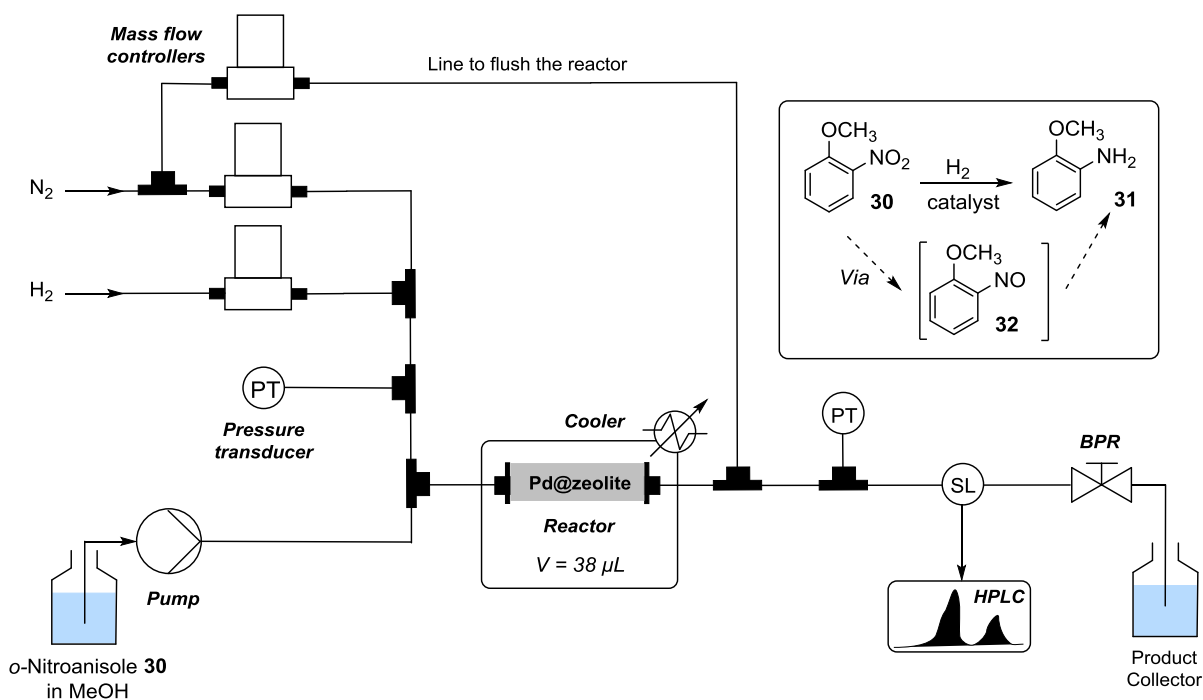 Mass flow
controllers
Line to flush the reactor
N2
H2
PT
Pressure
transducer
Pump
o-Nitroanisole 30
in MeOH
Cooler
Pd@zeolite
Reactor
V = 38 µL
OCH3
NO2
30
H2
catalyst
OCH3
NH2
31
Via
OCH3
NO
32
PT
SL
BPR
HPLC
Product
Collector